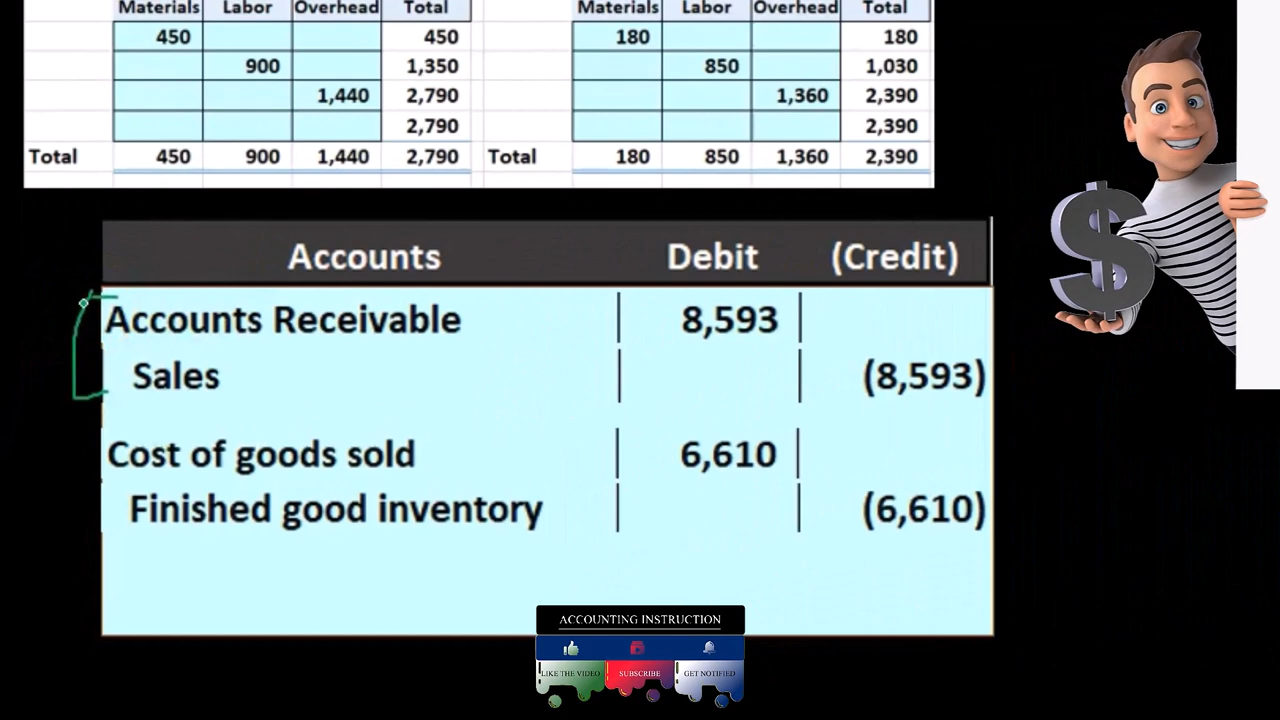 Materials Labor Overhead Total Materials Labor Overhead Total
450 450 180 180
900 1,350 850 1,030
1,440 2,790 1,360 2,390
2,790 2,390
Total 450 900 1,440 2,790 Total 180 850 1,360 2,390
Accounts Debit (Credit)
Accounts Receivable 8,593
Sales (8,593)
Cost of goods sold 6,610
Finished good inventory (6,610)
ACCOUNTING INSTRUCTION
LIKE THE VIDEO SUBSCRIBE GET NOTIFIED